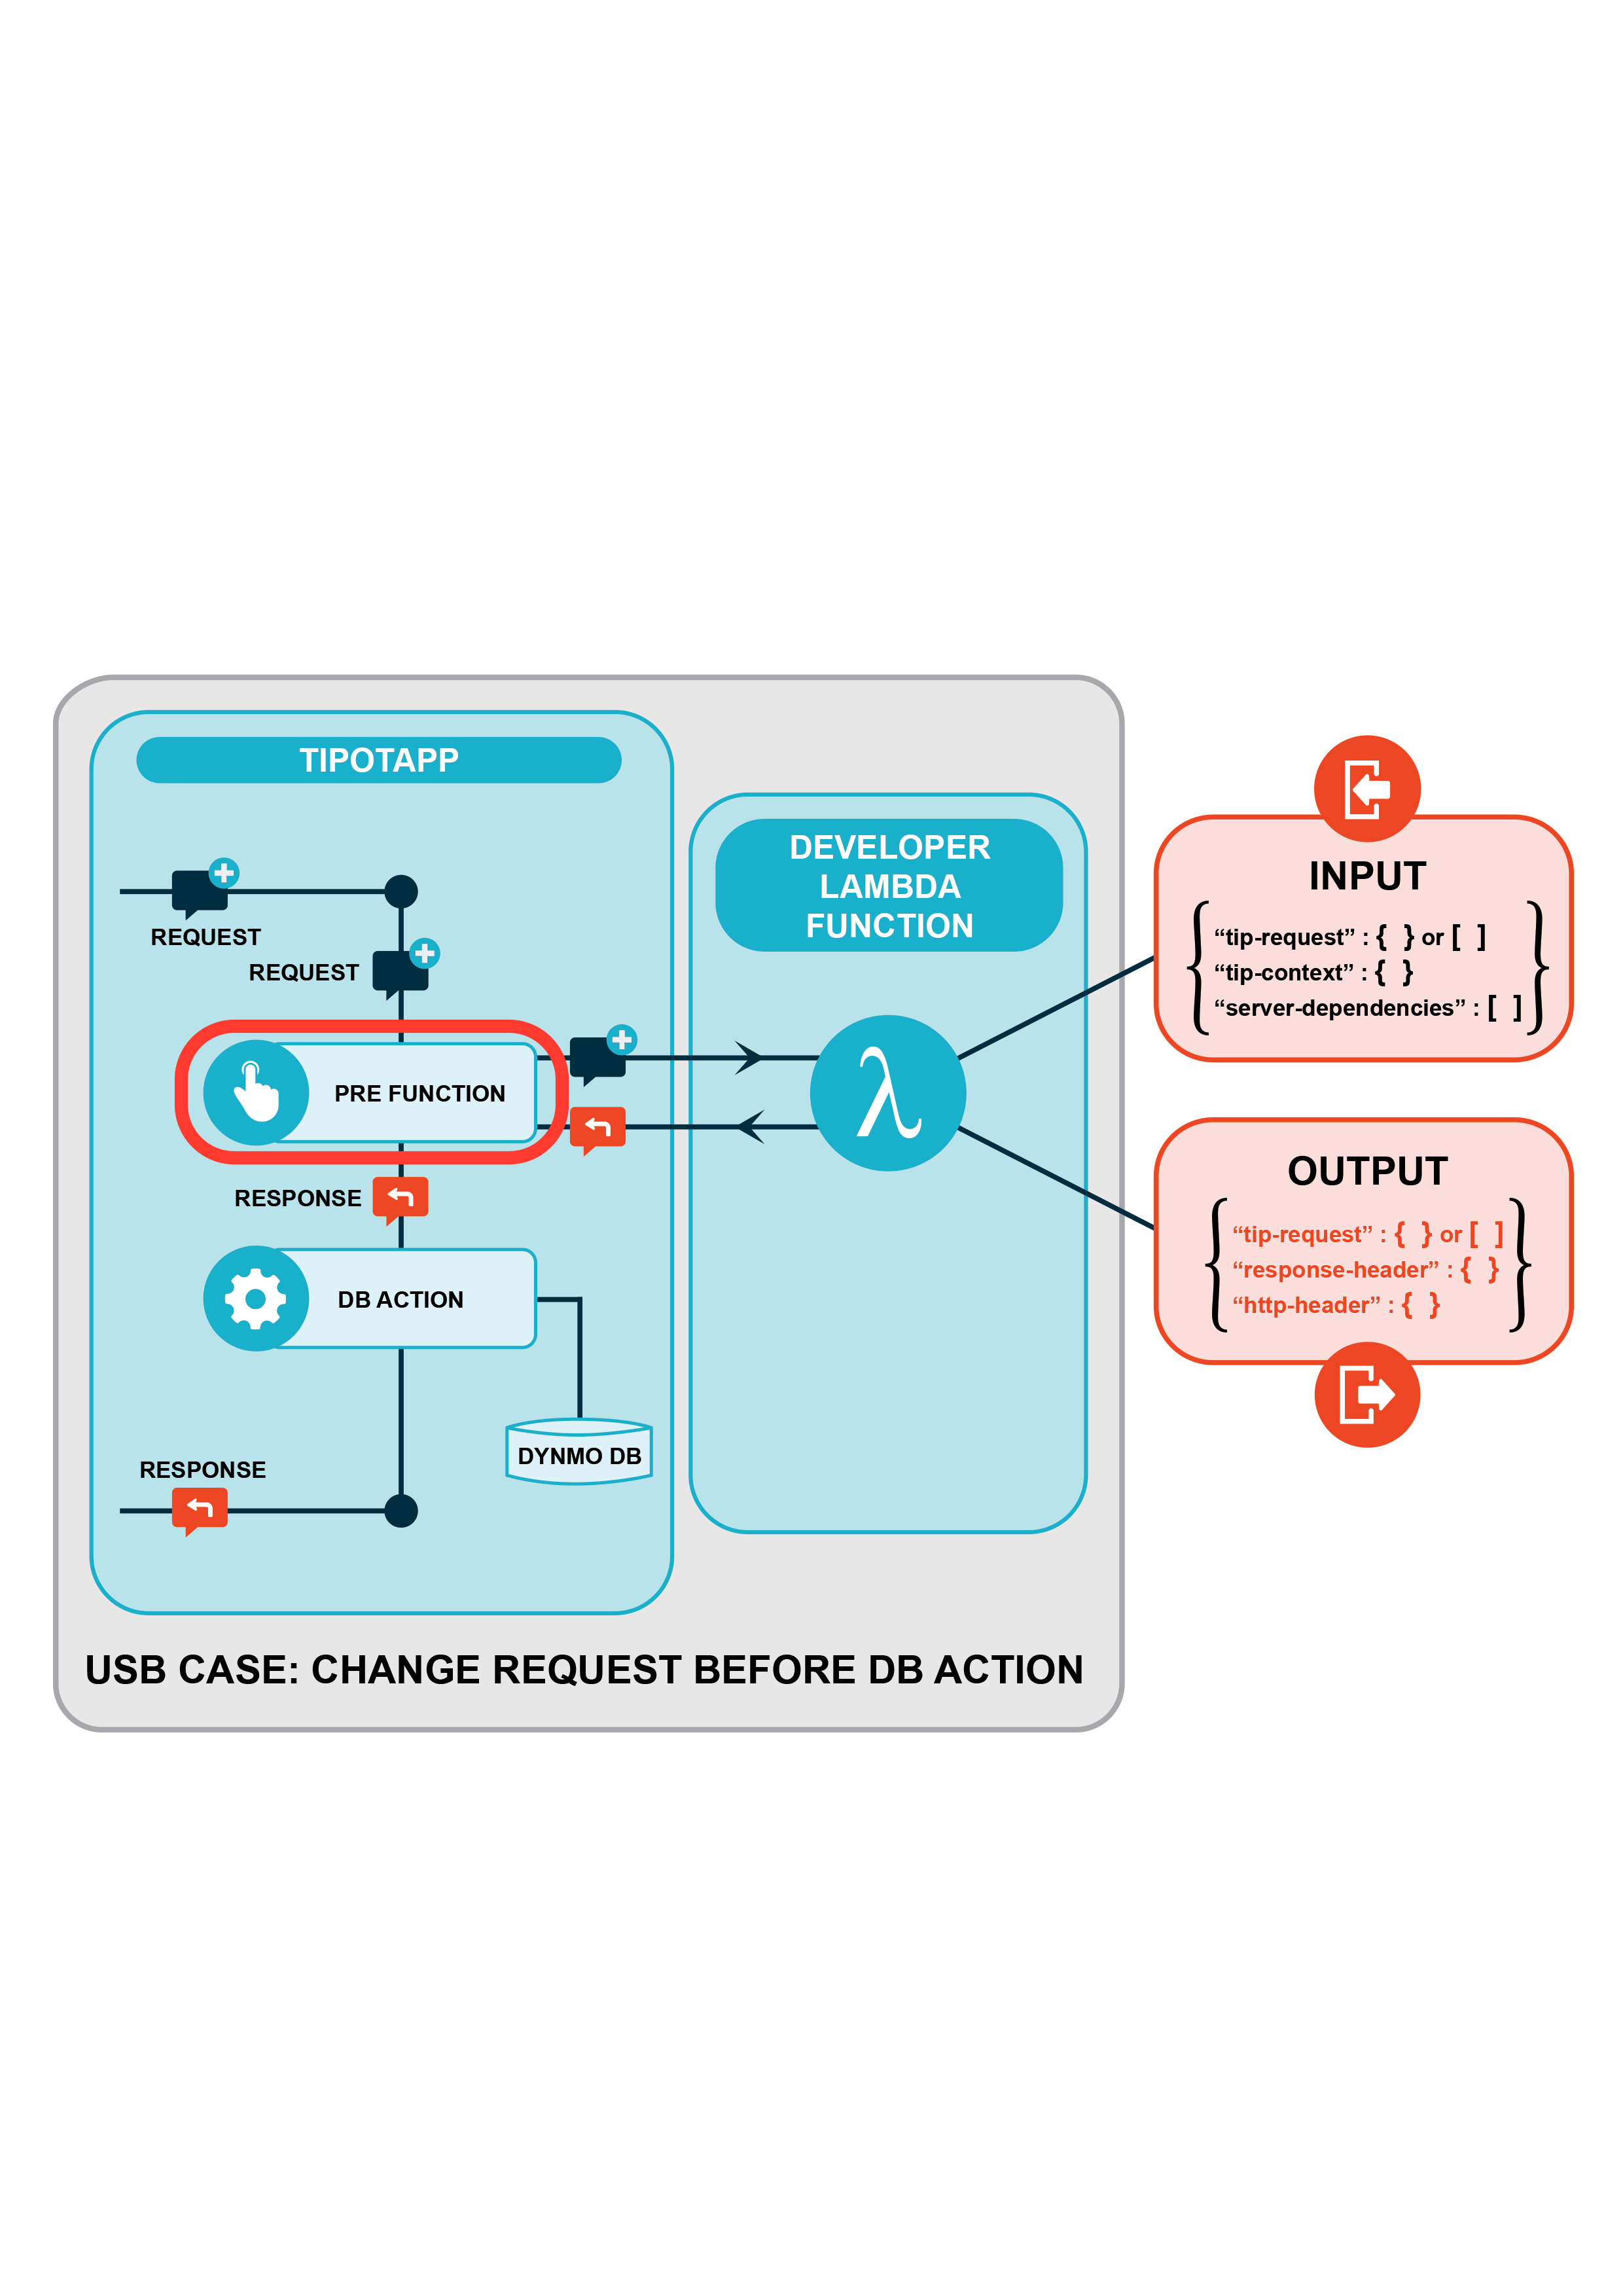 TIPOTAPP
REQUEST
REQUEST
PRE FUNCTION
RESPONSE
DB ACTION
DYNMO DB
RESPONSE
DEVELOPER
LAMBDA
FUNCTION
λ
INPUT
{ “tip-request” : { } or [ ]
“tip-context” : { }
“server-dependencies” : [ ] }
OUTPUT
{ “tip-request” : { } or [ ]
“response-header” : { }
“http-header” : { } }
USB CASE: CHANGE REQUEST BEFORE DB ACTION